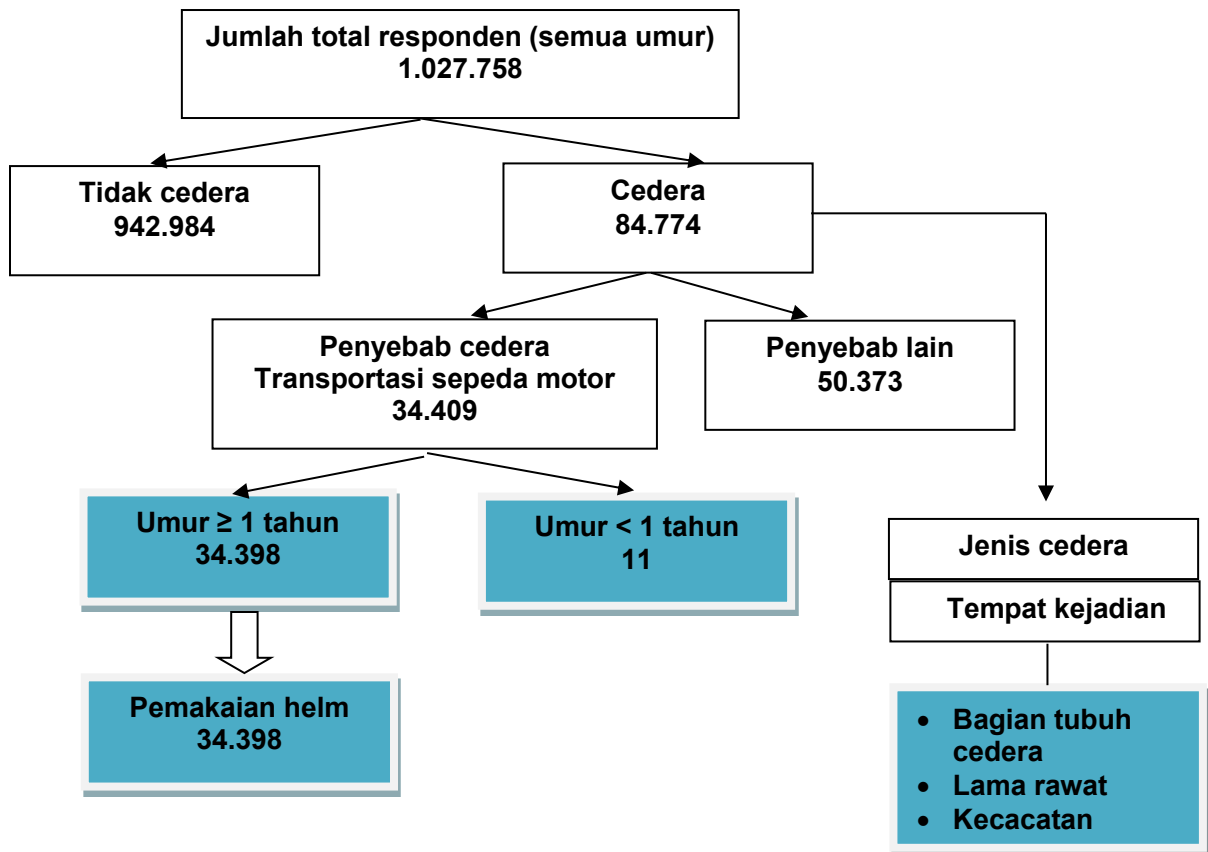 Jumlah total responden (semua umur)
1.027.758
Tidak cedera
942.984
Cedera
84.774
Penyebab cedera
Transportasi sepeda motor
34.409
Penyebab lain
50.373
Umur ≥ 1 tahun
34.398
Umur < 1 tahun
11
Jenis cedera
Tempat kejadian
Pemakaian helm
34.398
• Bagian tubuh
cedera
• Lama rawat
• Kecacatan